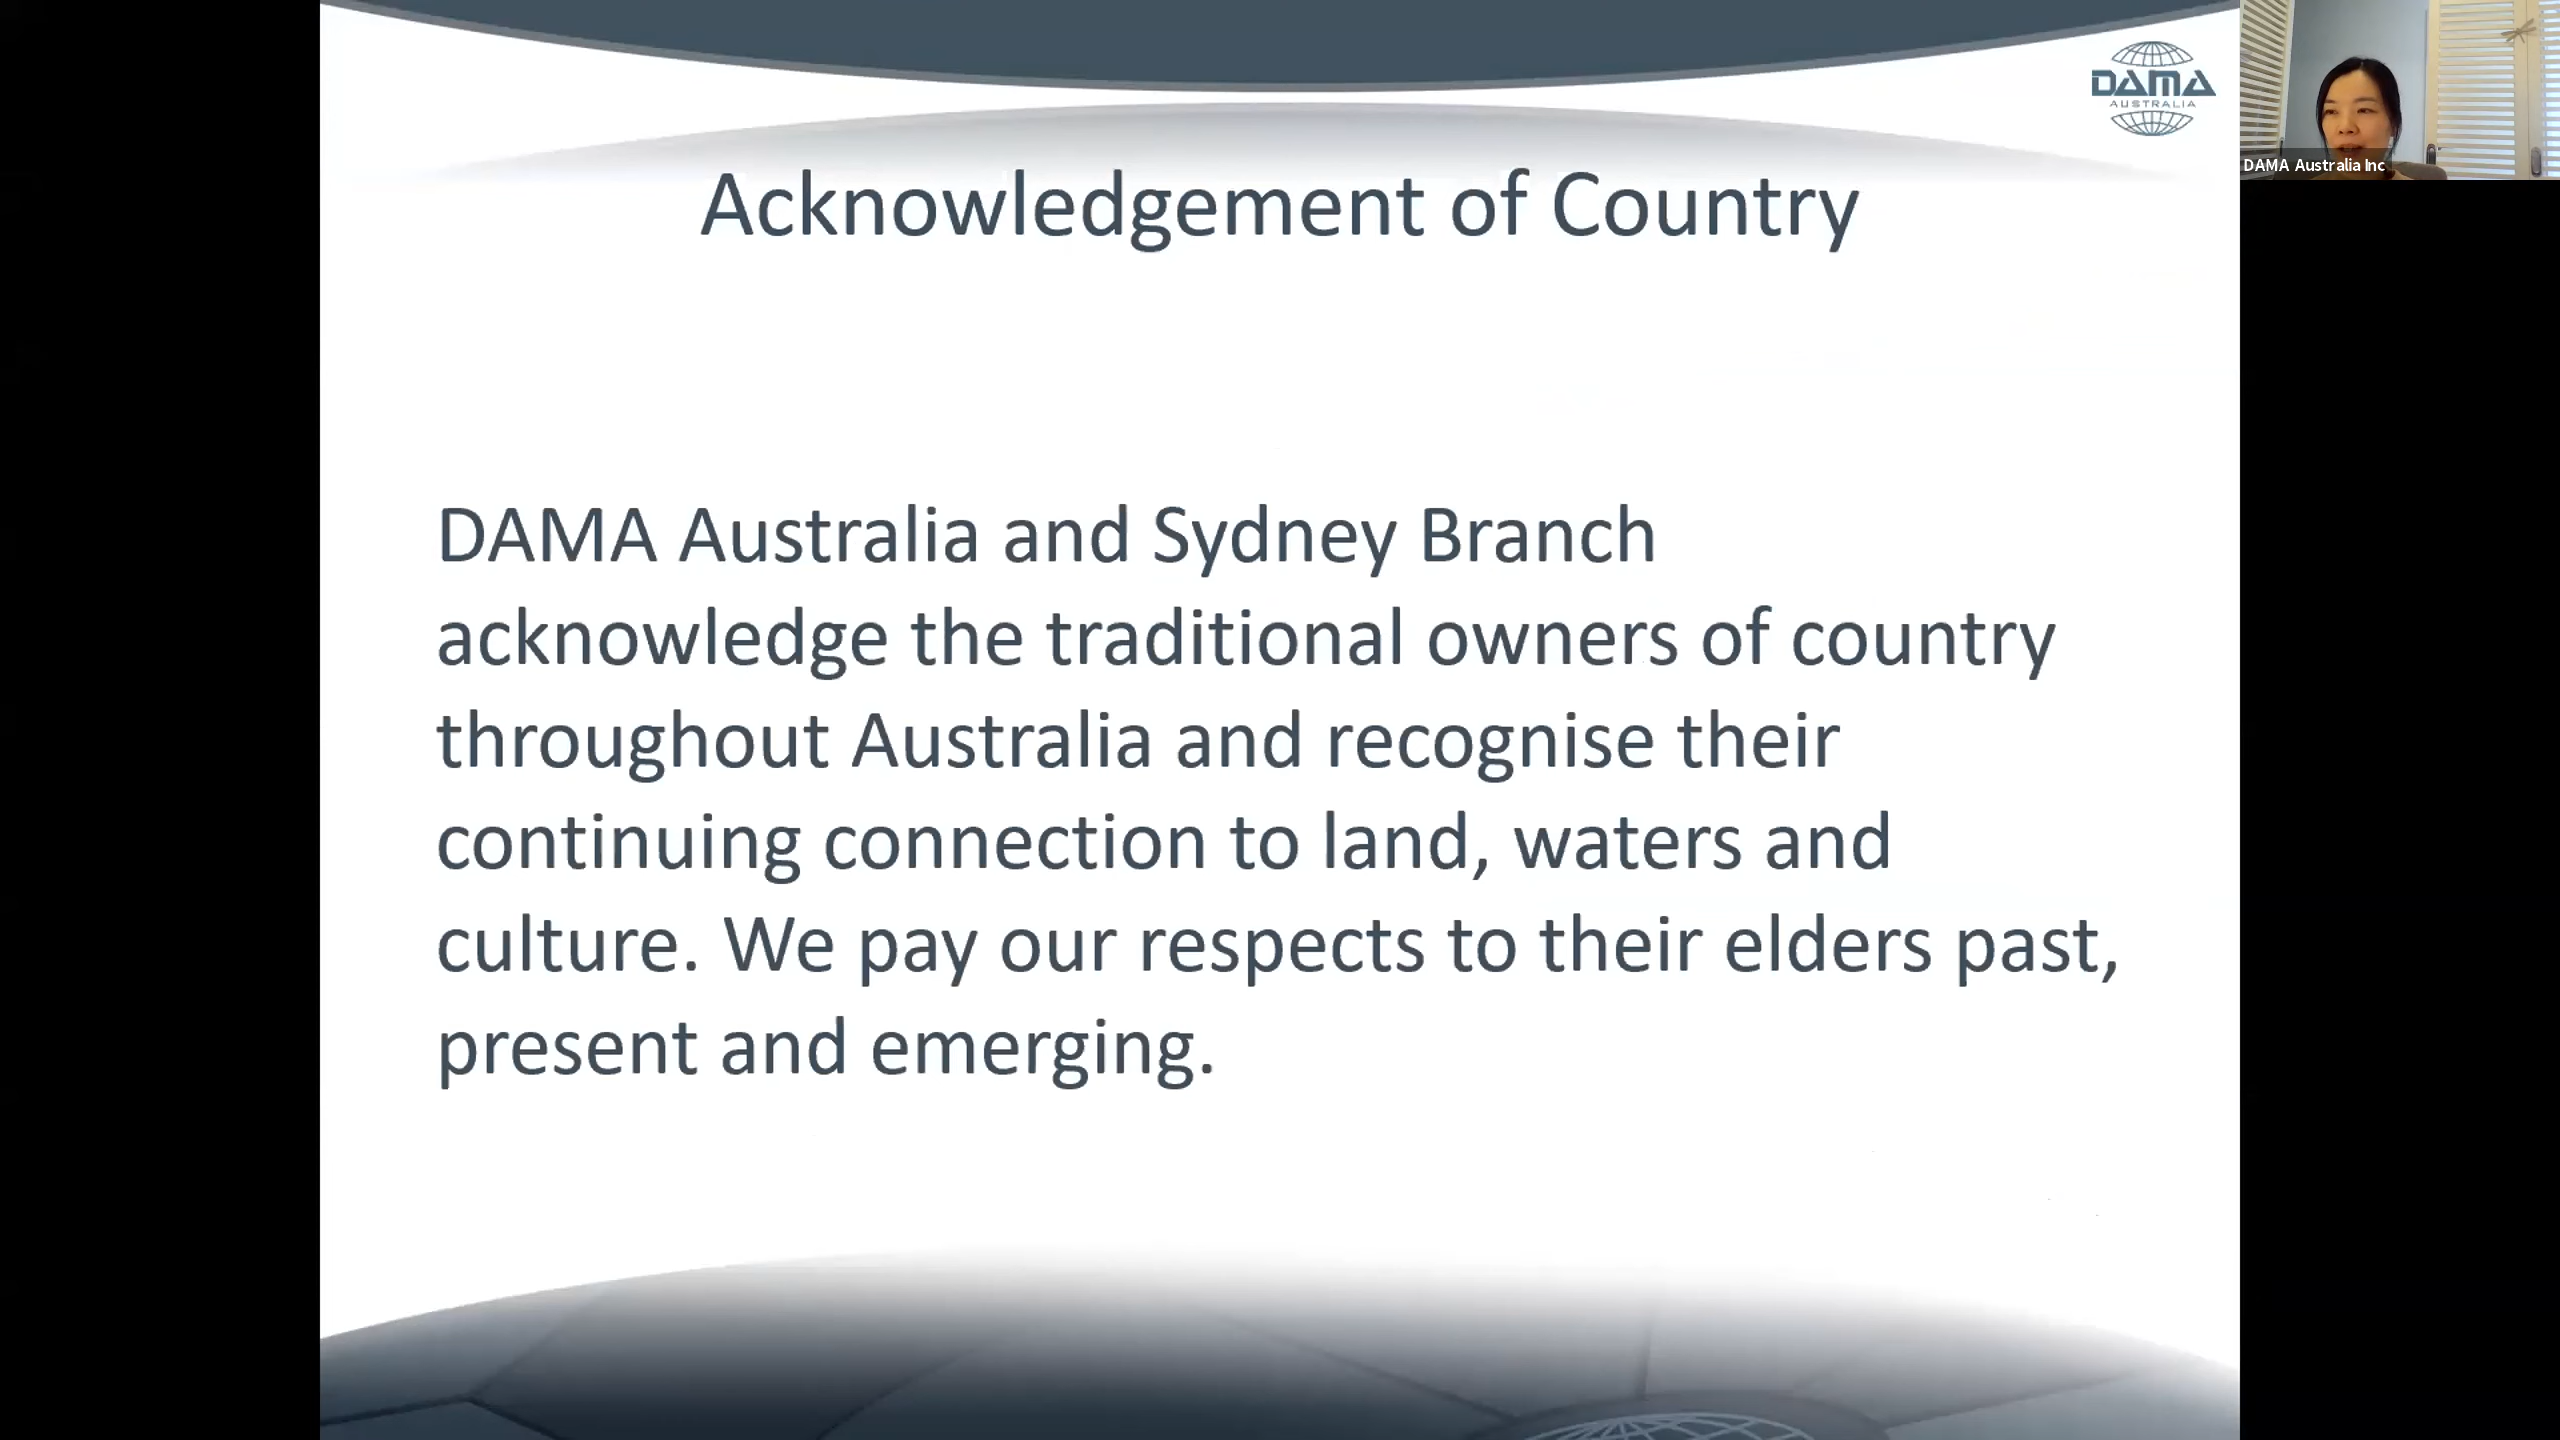 DAMA
AUSTRALIA
DAMA Australia Inc
Acknowledgement of Country
DAMA Australia and Sydney Branch
acknowledge the traditional owners of country
throughout Australia and recognise their
continuing connection to land, waters and
culture. We pay our respects to their elders past,
present and emerging.